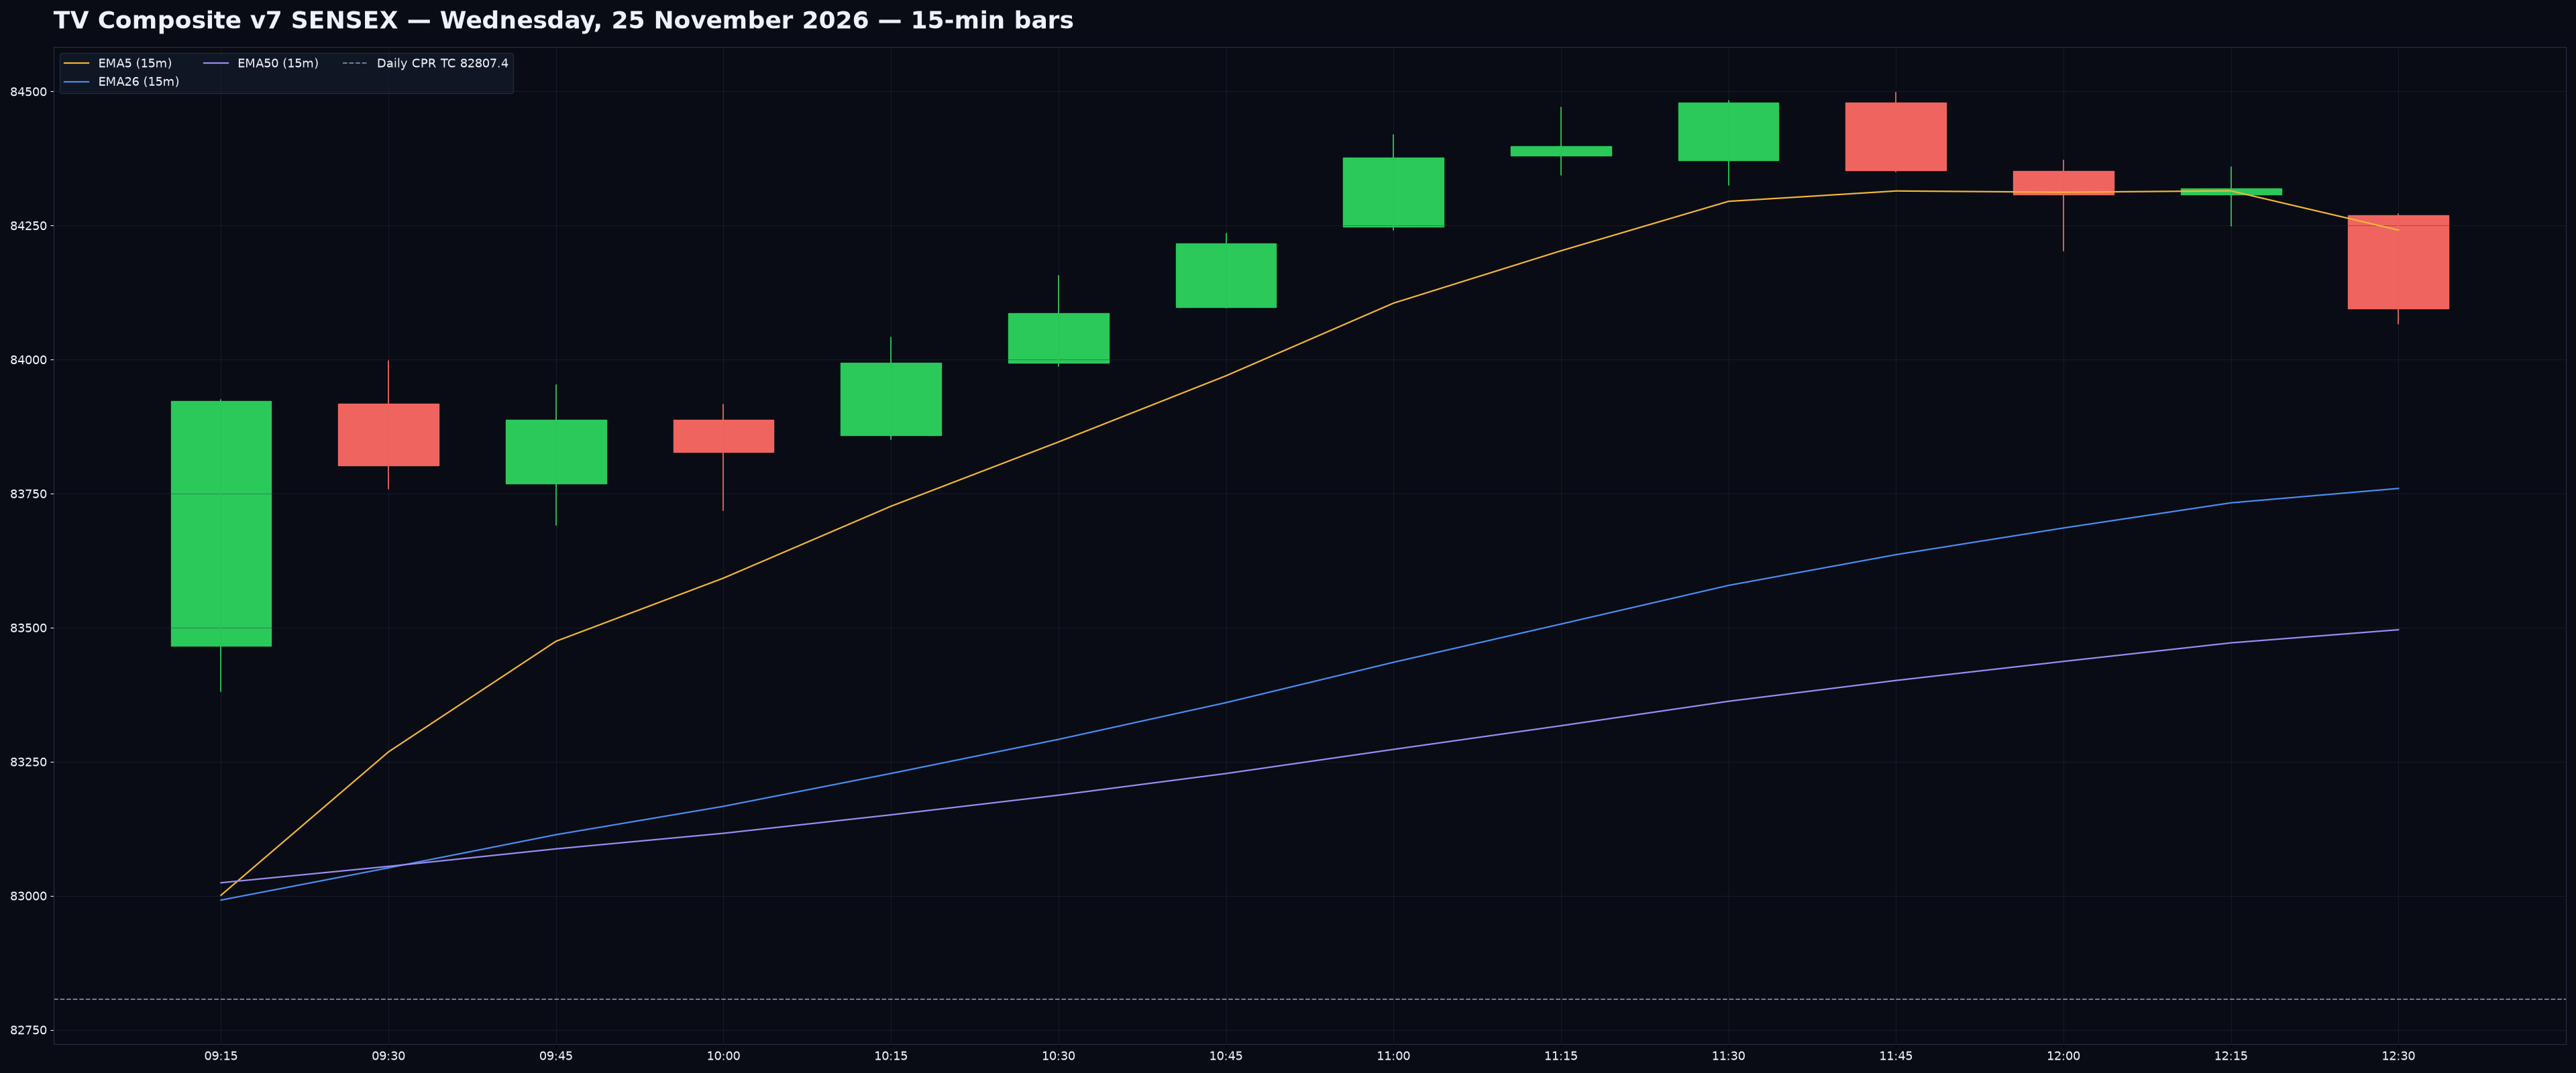 TV Composite v7 SENSEX — Wednesday, 25 November 2026 — 15-min bars
EMA5 (15m) EMA50 (15m) Daily CPR TC 82807.4
EMA26 (15m)
84500
84250
84000
83750
83500
83250
83000
82750
09:15 09:30 09:45 10:00 10:15 10:30 10:45 11:00 11:15 11:30 11:45 12:00 12:15 12:30